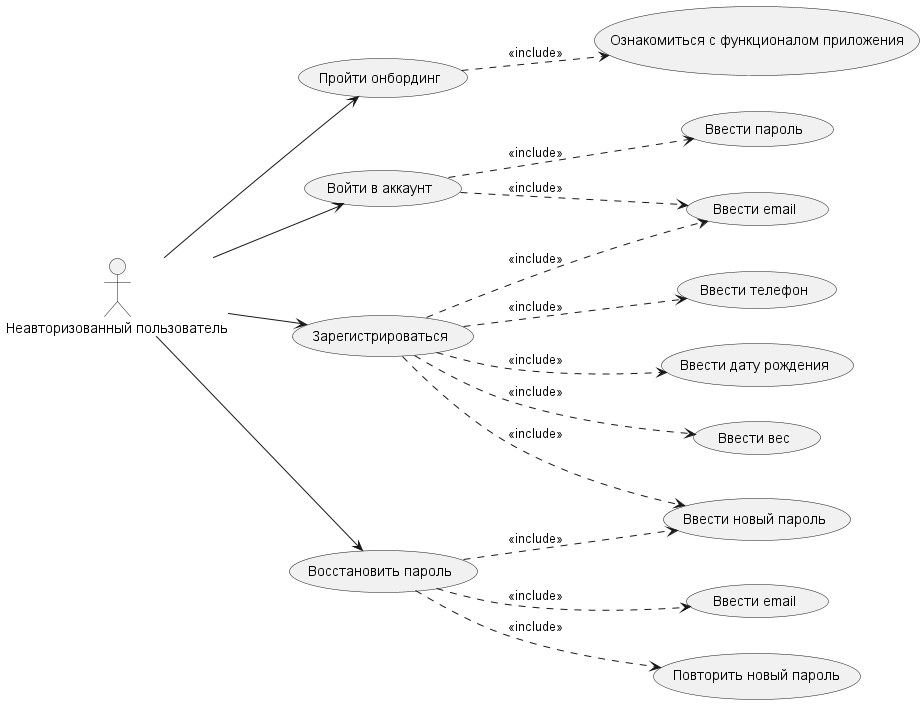 Ознакомиться с функционалом приложения
«include»
Пройти онбординг
Ввести пароль
«include»
Войти в аккаунт
«include»
Ввести email
«include»
Ввести телефон
«include»
Неавторизованный пользователь
Зарегистрироваться
«include»
Ввести дату рождения
«include»
Ввести вес
«include»
Ввести новый пароль
«include»
Восстановить пароль
«include»
Ввести email
«include»
Повторить новый пароль